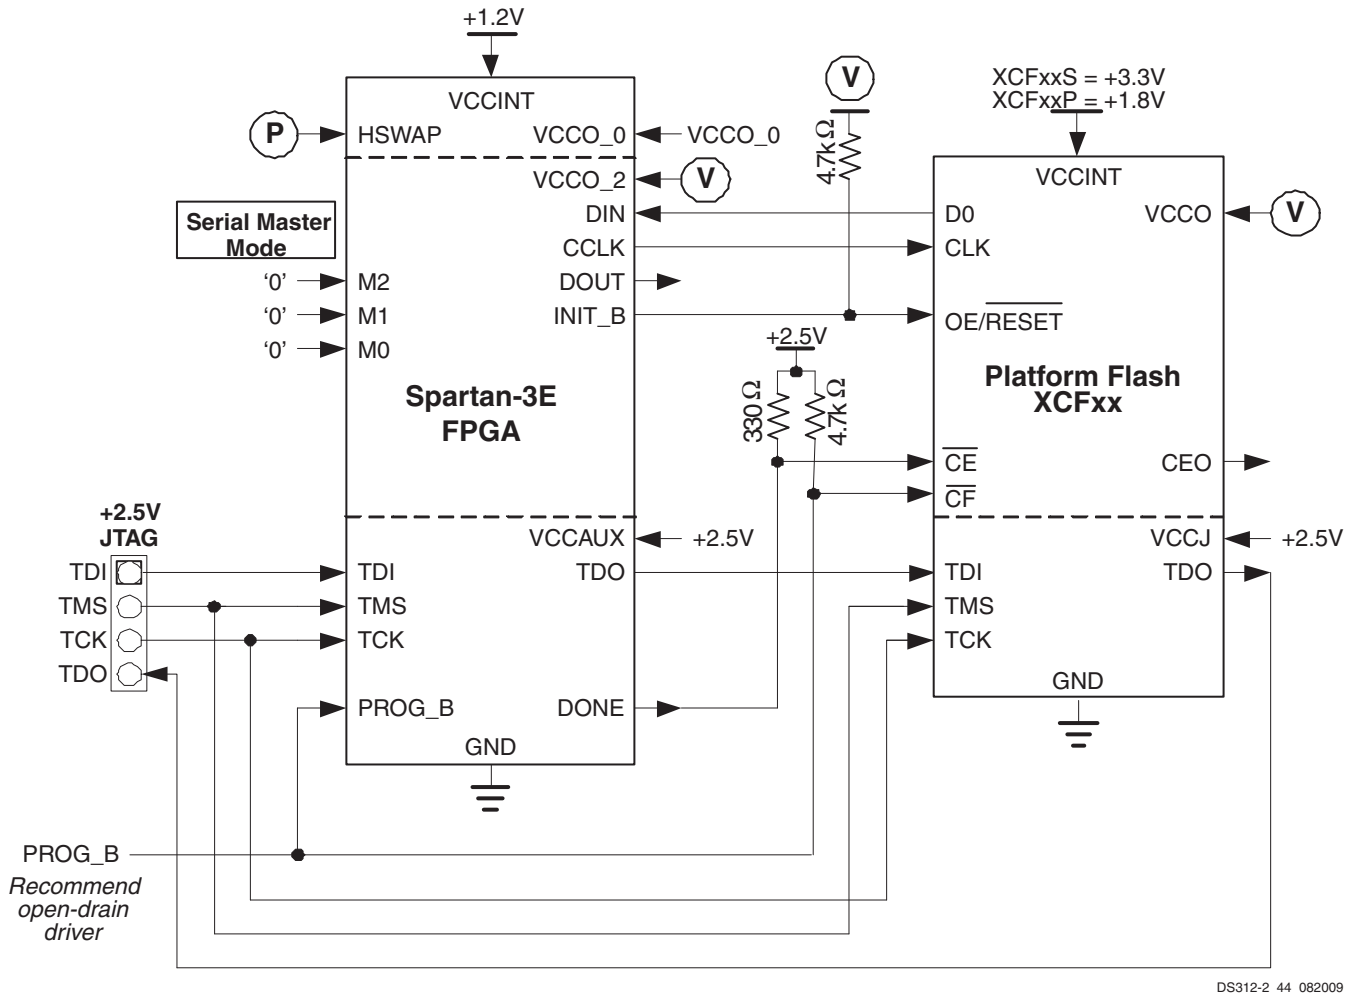 +1.2V
VCCINT
P
HSWAP
VCCO_0
VCCO_0
VCCO_2
V
Serial Master
Mode
DIN
CCLK
'0'
M2
DOUT
'0'
M1
INIT_B
'0'
M0
Spartan-3E
FPGA
V
4.7kΩ
XCFxxS = +3.3V
XCFxxP = +1.8V
VCCINT
D0
VCCO
V
CLK
OE/RESET
+2.5V
330Ω
4.7kΩ
Platform Flash
XCFxx
CE
CEO
CF
+2.5V
JTAG
VCCAUX
+2.5V
VCCJ
+2.5V
TDI
TDI
TDO
TDI
TDO
TMS
TMS
TMS
TCK
TCK
TCK
TDO
GND
PROG_B
DONE
GND
PROG_B
Recommend
open-drain
driver
DS312-2_44_082009